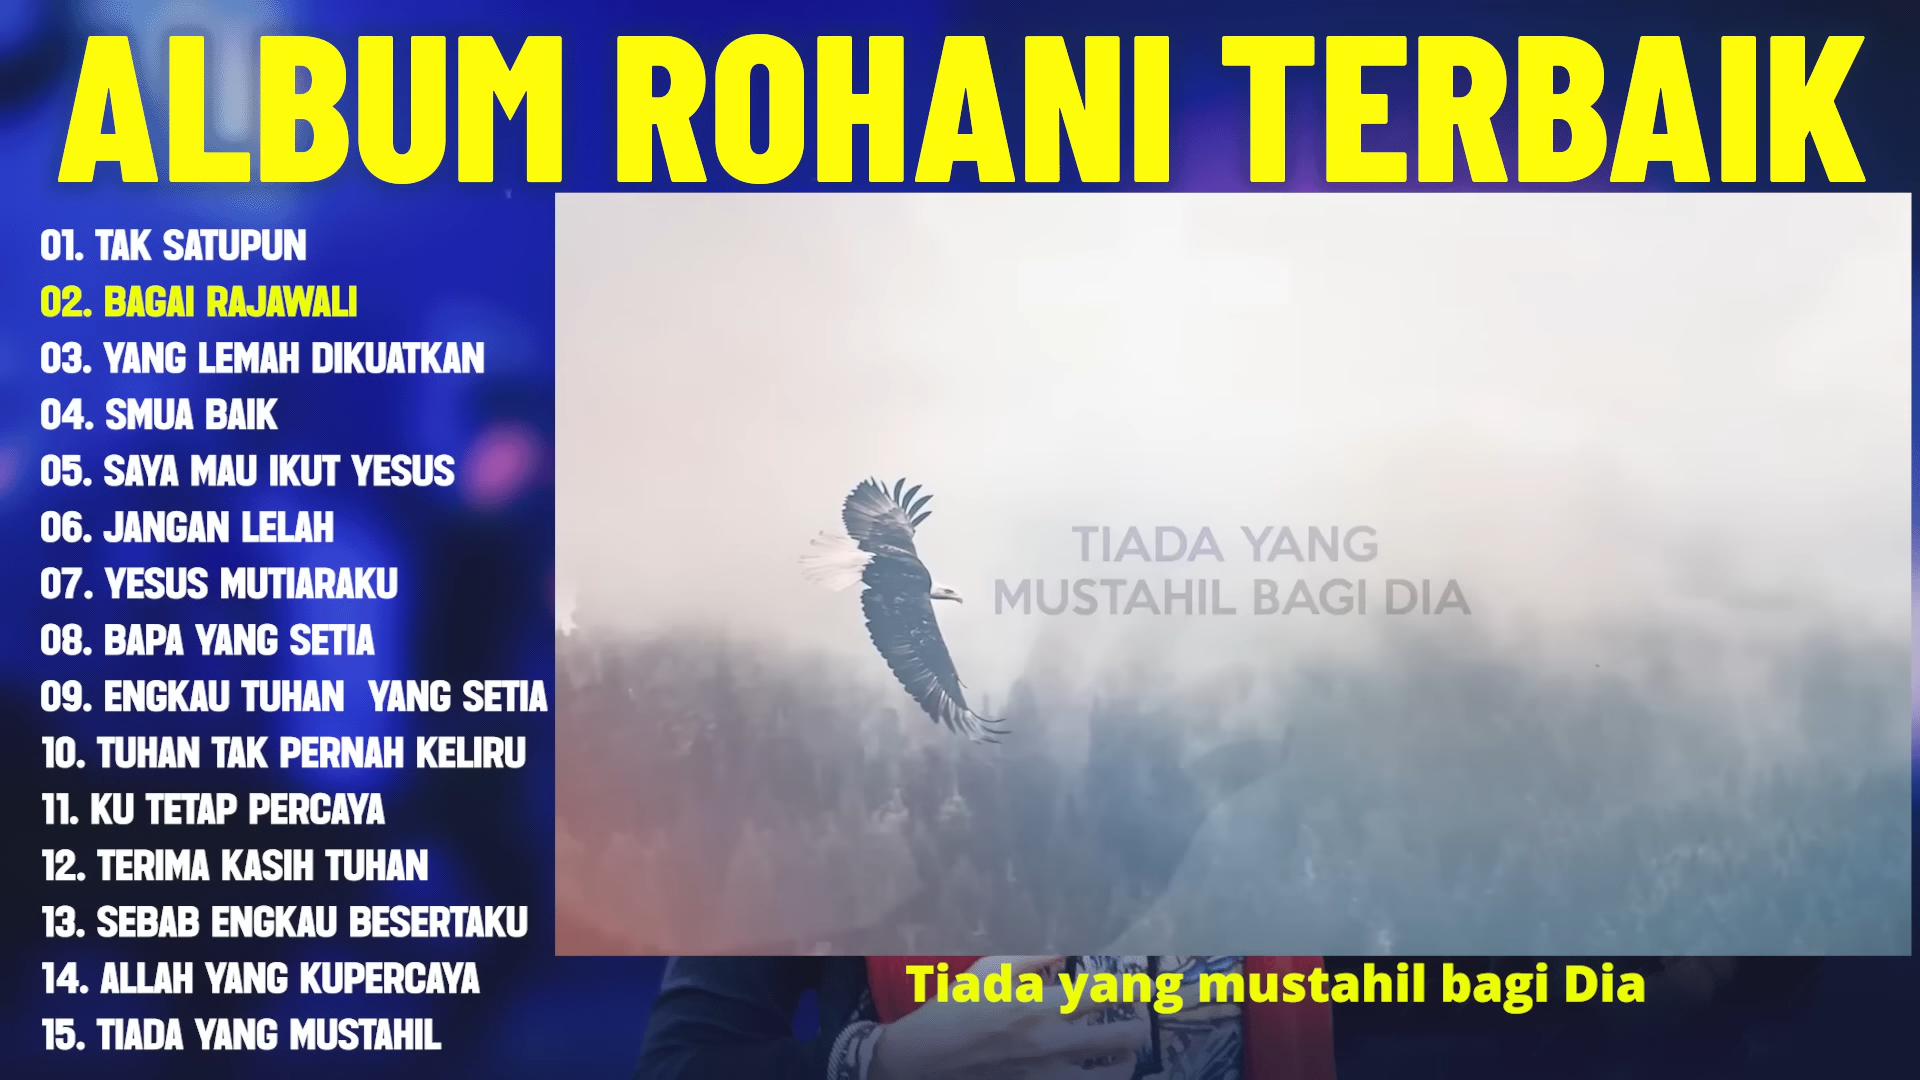 ALBUM ROHANI TERBAIK
01. TAK SATUPUN
02. BAGAI RAJAWALI
03. YANG LEMAH DIKUATKAN
04. SMUA BAIK
05. SAYA MAU IKUT YESUS
06. JANGAN LELAH
07. YESUS MUTIARAKU
08. BAPA YANG SETIA
09. ENGKAU TUHAN  YANG SETIA
10. TUHAN TAK PERNAH KELIRU
11. KU TETAP PERCAYA
12. TERIMA KASIH TUHAN
13. SEBAB ENGKAU BESERTAKU
14. ALLAH YANG KUPERCAYA
15. TIADA YANG MUSTAHIL
TIADA YANG
MUSTAHIL BAGI DIA
Tiada yang mustahil bagi Dia